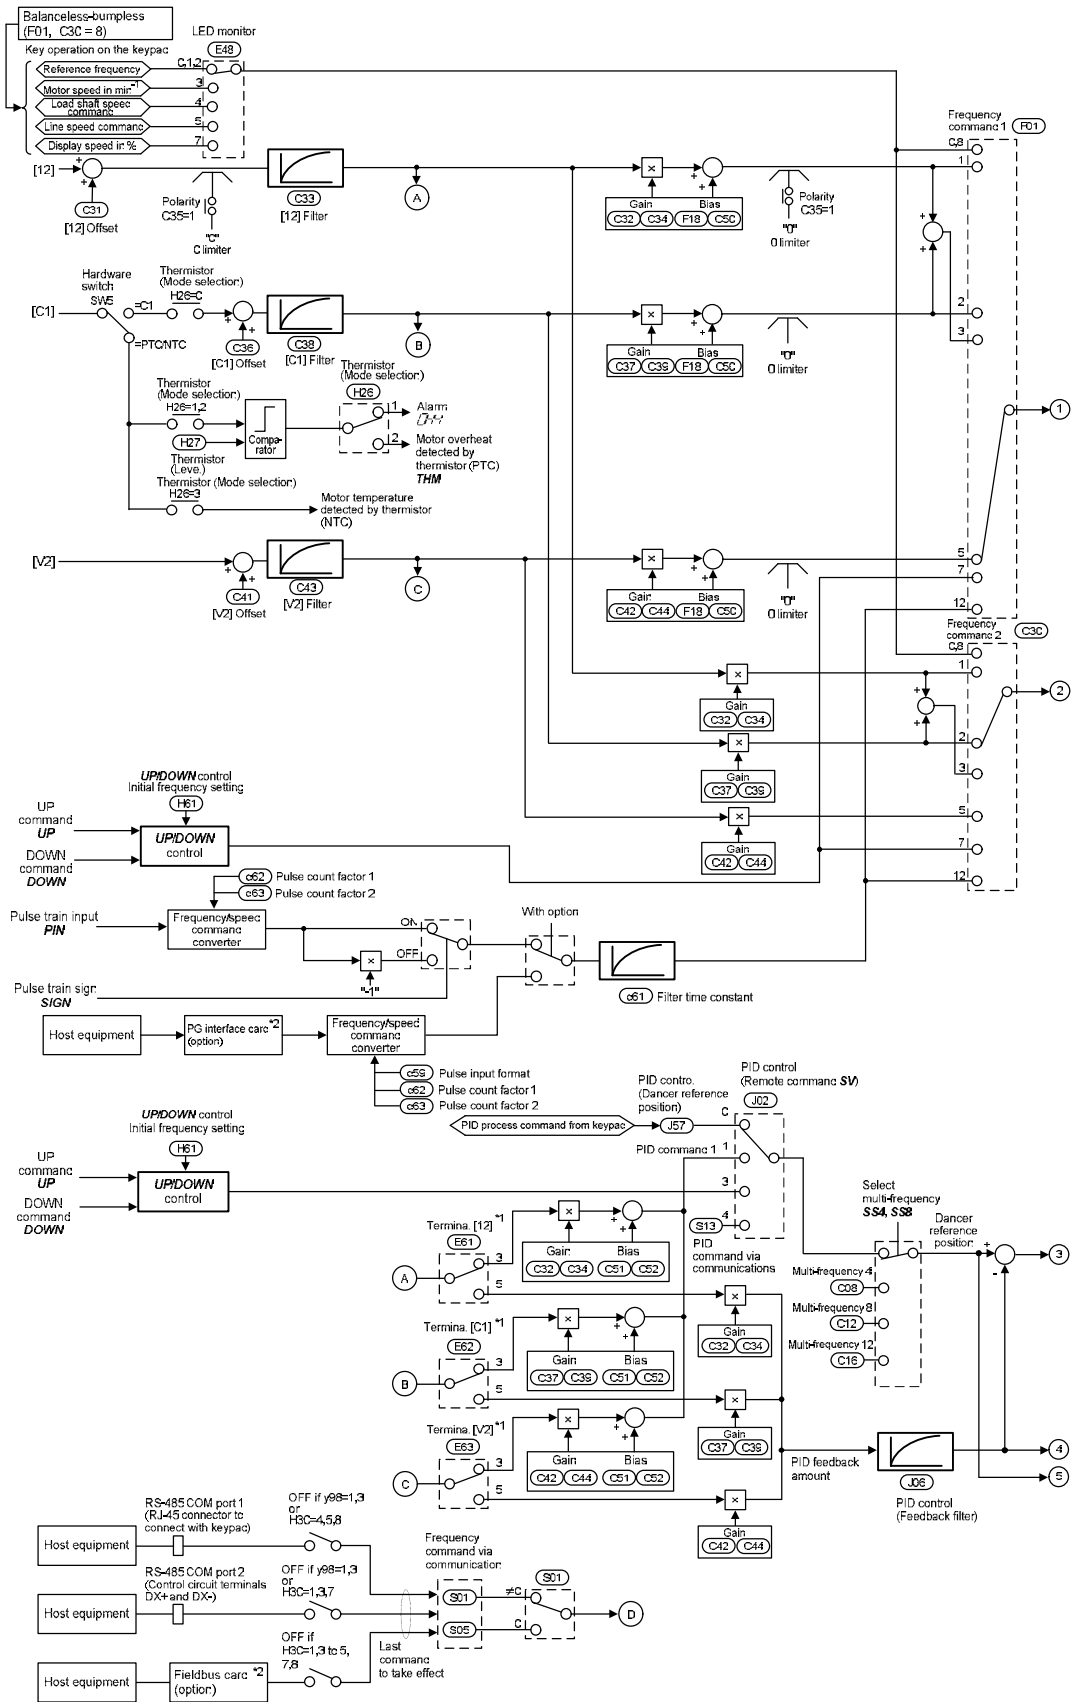 Balanceless-bumpless
(F01, C30 = 8)
Key operation on the keypad
LED monitor
E48
Reference frequency
0,1,2
Motor speed in min-1
3
Load shaft speed
command
4
Line speed command
5
Display speed in %
7
[12]
+
+
C31
[12] Offset
Polarity
C35=1
"0"
0 limiter
C33
[12] Filter
A
×
Gain
Bias
C32 C34 F18 C50
+
+
Polarity
C35=1
"0"
0 limiter
Frequency
command 1
F01
0,8
1
+
+
2
3
5
7
12
1
[C1]
Hardware
switch
SW5
=C1
=PTC/NTC
Thermistor
(Mode selection)
H26=0
+
+
C36
[C1] Offset
C38
[C1] Filter
B
×
Gain
Bias
C37 C39 F18 C50
+
+
"0"
0 limiter
Thermistor
(Mode selection)
H26=1,2
H27
Thermistor
(Level)
Compa-
rator
Thermistor
(Mode selection)
H26
1
Alarm
0H4
2
Motor overheat
detected by
thermistor (PTC)
THM
Thermistor (Mode selection)
H26=3
Motor temperature
detected by thermistor
(NTC)
[V2]
+
+
C41
[V2] Offset
C43
[V2] Filter
C
×
Gain
Bias
C42 C44 F18 C50
+
+
"0"
0 limiter
Frequency
command 2
C30
0,8
1
2
3
5
7
12
2
+
+
×
Gain
C32 C34
×
Gain
C37 C39
×
Gain
C42 C44
UP/DOWN control
Initial frequency setting
H61
UP
command
UP
DOWN
command
DOWN
UP/DOWN
control
c62 Pulse count factor 1
c63 Pulse count factor 2
Pulse train input
PIN
Frequency/speed
command
converter
ON
OFF
×
"-1"
With option
Pulse train sign
SIGN
c61 Filter time constant
Host equipment
PG interface card *2
(option)
Frequency/speed
command
converter
c59 Pulse input format
c62 Pulse count factor 1
c63 Pulse count factor 2
PID control
(Dancer reference
position)
PID process command from keypad
J57
PID control
(Remote command SV)
J02
0
1
3
4
PID command 1
S13
PID
command via
communications
UP/DOWN control
Initial frequency setting
H61
UP
command
UP
DOWN
command
DOWN
UP/DOWN
control
Select
multi-frequency
SS4, SS8
Dancer
reference
position
+
-
3
Multi-frequency 4
C08
Multi-frequency 8
C12
Multi-frequency 12
C16
Terminal [12] *1
E61
A
3
5
×
Gain
Bias
C32 C34 C51 C52
+
+
×
Gain
C32 C34
Terminal [C1] *1
E62
B
3
5
×
Gain
Bias
C37 C39 C51 C52
+
+
×
Gain
C37 C39
Terminal [V2] *1
E63
C
3
5
×
Gain
Bias
C42 C44 C51 C52
+
+
×
Gain
C42 C44
PID feedback
amount
J06
PID control
(Feedback filter)
4
5
RS-485 COM port 1
(RJ-45 connector to
connect with keypad)
Host equipment
OFF if y98=1,3
or
H30=4,5,8
RS-485 COM port 2
(Control circuit terminals
DX+ and DX-)
Host equipment
OFF if y98=1,3
or
H30=1,3,7
Host equipment
Fieldbus card *2
(option)
OFF if
H30=1,3 to 5,
7,8
Last
command
to take effect
Frequency
command via
communication
S01
S05
≠0
0
S01
D